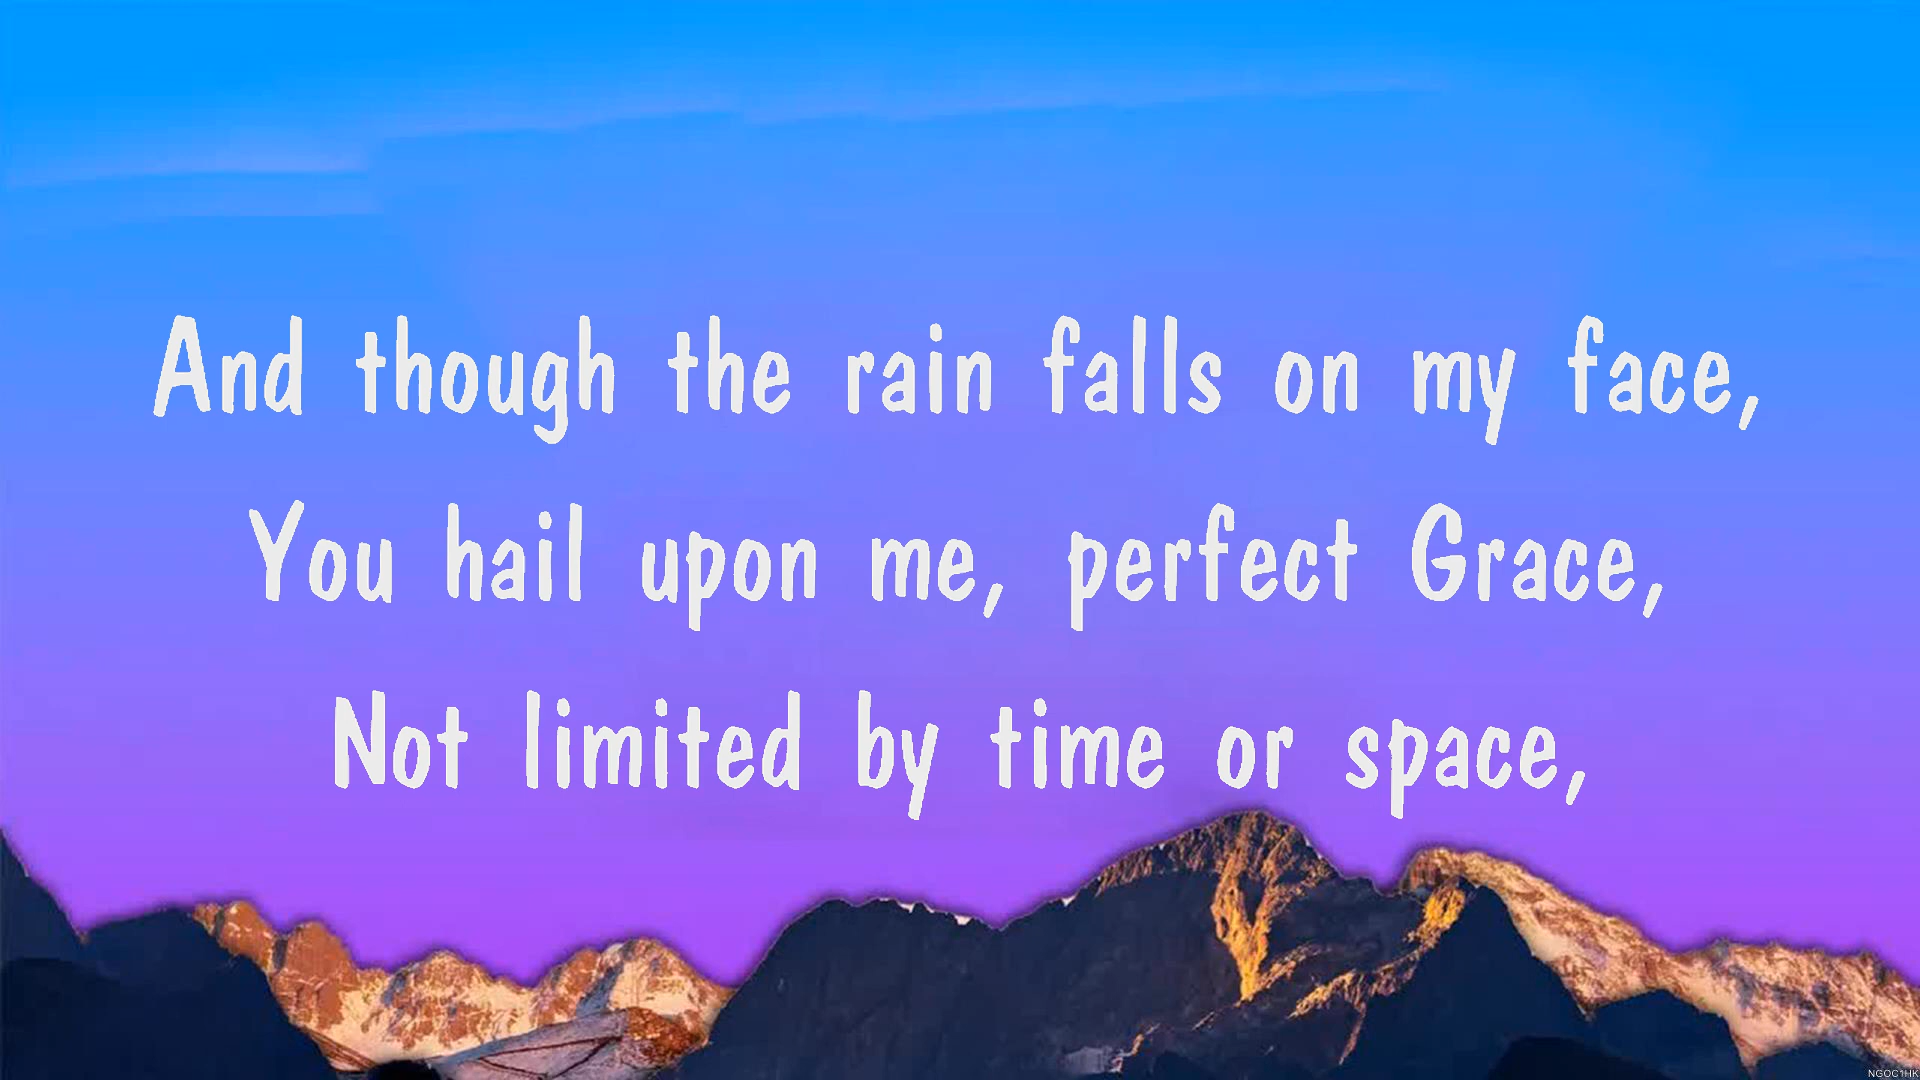 And though the rain falls on my face,
You hail upon me, perfect Grace,
Not limited by time or space,
NGOC1HK